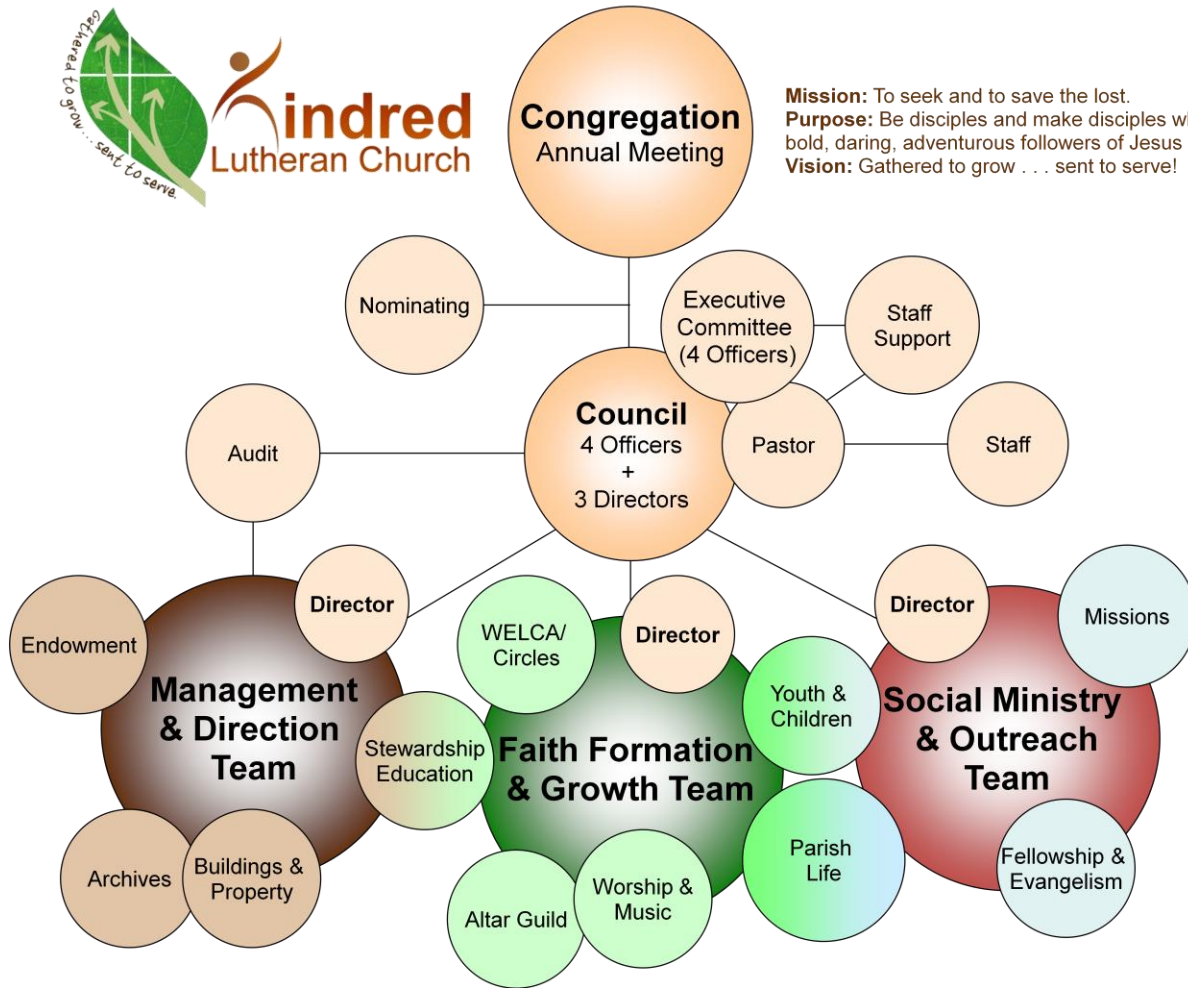 Gathered to grow . . . sent to serve.
Kindred
Lutheran Church
Congregation
Annual Meeting
Mission: To seek and to save the lost.
Purpose: Be disciples and make disciples
bold, daring, adventurous followers of Jesus
Vision: Gathered to grow . . . sent to serve!
Nominating
Executive
Committee
(4 Officers)
Staff
Support
Council
4 Officers
+
3 Directors
Pastor
Staff
Audit
Endowment
Director
Management
& Direction
Team
Stewardship
Education
Archives
Buildings &
Property
WELCA/
Circles
Director
Faith Formation
& Growth Team
Youth &
Children
Altar Guild
Worship &
Music
Parish
Life
Director
Missions
Social Ministry
& Outreach
Team
Fellowship &
Evangelism